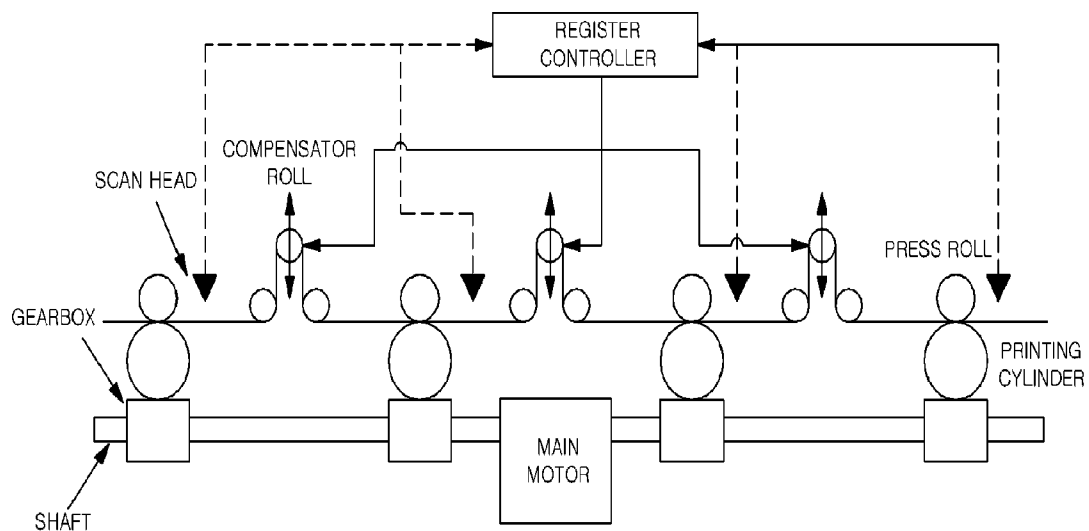 REGISTER
CONTROLLER
COMPENSATOR
ROLL
SCAN HEAD
PRESS ROLL
GEARBOX
PRINTING
CYLINDER
MAIN
MOTOR
SHAFT